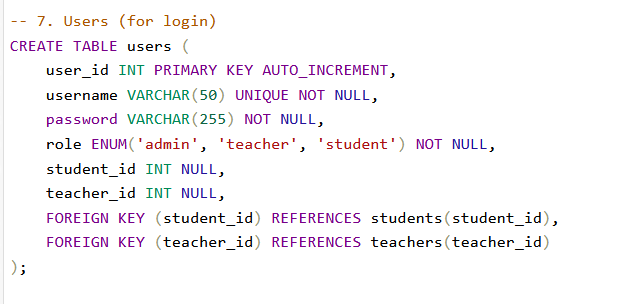 -- 7. Users (for login)
CREATE TABLE users (
    user_id INT PRIMARY KEY AUTO_INCREMENT,
    username VARCHAR(50) UNIQUE NOT NULL,
    password VARCHAR(255) NOT NULL,
    role ENUM('admin', 'teacher', 'student') NOT NULL,
    student_id INT NULL,
    teacher_id INT NULL,
    FOREIGN KEY (student_id) REFERENCES students(student_id),
    FOREIGN KEY (teacher_id) REFERENCES teachers(teacher_id)
);